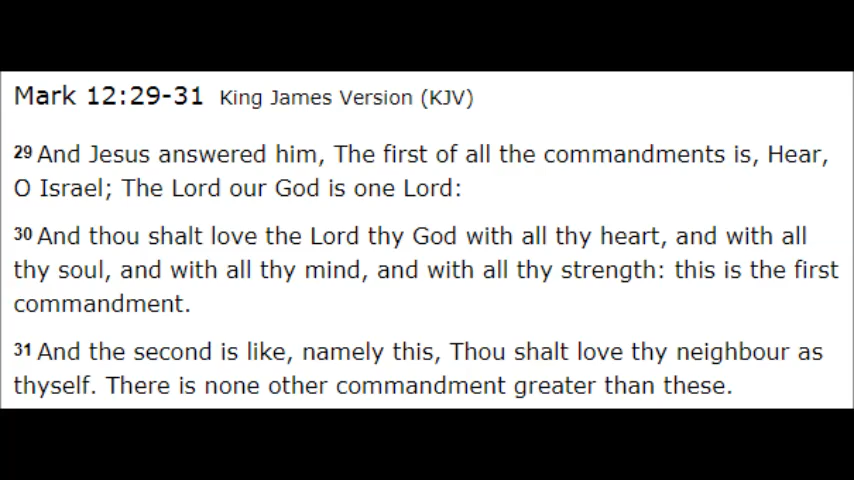 Mark 12:29-31 King James Version (KJV)
29 And Jesus answered him, The first of all the commandments is, Hear,
O Israel; The Lord our God is one Lord:
30 And thou shalt love the Lord thy God with all thy heart, and with all
thy soul, and with all thy mind, and with all thy strength: this is the first
commandment.
31 And the second is like, namely this, Thou shalt love thy neighbour as
thyself. There is none other commandment greater than these.